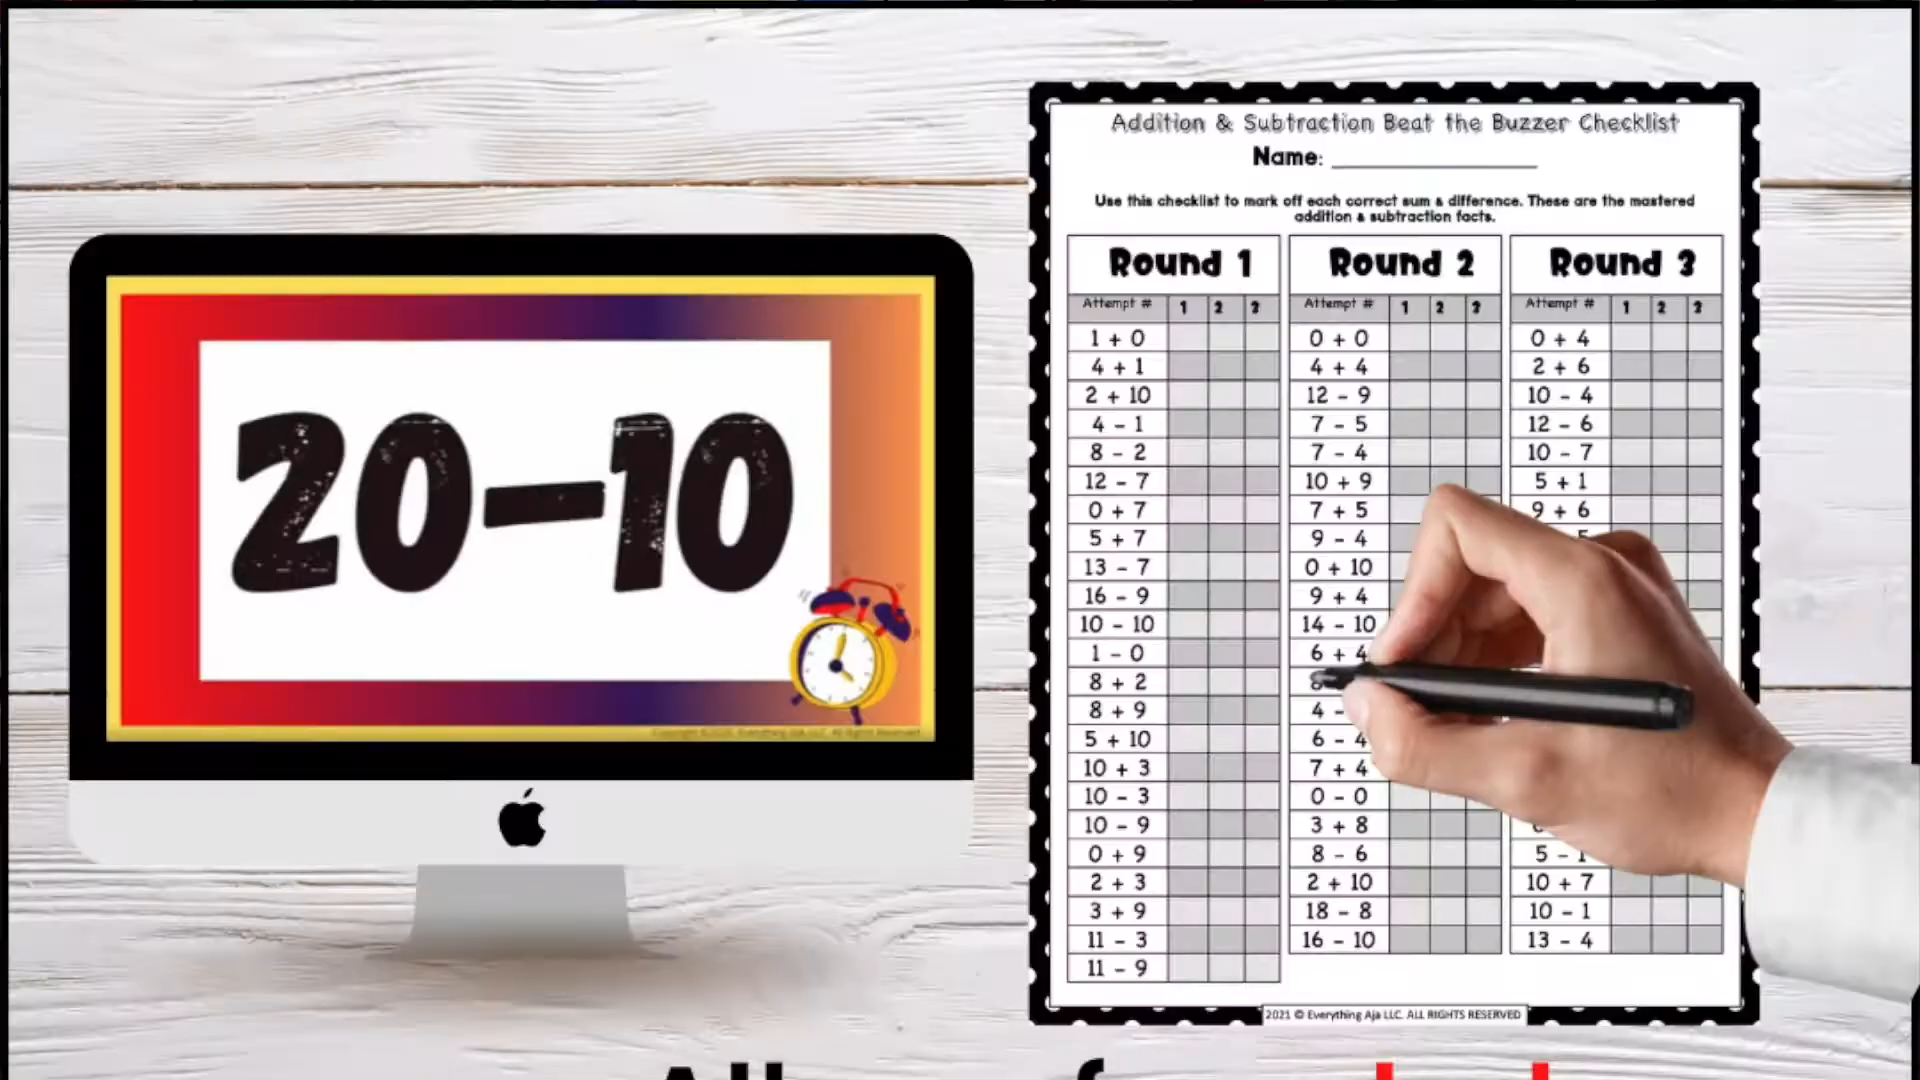 20-10
Addition & Subtraction Beat the Buzzer Checklist
Name:
Use this checklist to mark off each correct sum & difference. These are the mastered
addition & subtraction facts.
Round 1
Attempt # 1 2 3
1 + 0
4 + 1
2 + 10
4 - 1
8 - 2
12 - 7
0 + 7
5 + 7
13 - 7
16 - 9
10 - 10
1 - 0
8 + 2
8 + 9
5 + 10
10 + 3
10 - 3
10 - 9
0 + 9
2 + 3
3 + 9
11 - 3
11 - 9
Round 2
Attempt # 1 2 3
0 + 0
4 + 4
12 - 9
7 - 5
7 - 4
10 + 9
7 + 5
9 - 4
0 + 10
9 + 4
14 - 10
6 + 4
4 -
6 - 4
7 + 4
0 - 0
3 + 8
8 - 6
2 + 10
18 - 8
16 - 10
Round 3
Attempt # 1 2 3
0 + 4
2 + 6
10 - 4
12 - 6
10 - 7
5 + 1
9 + 6
5 - 1
10 + 7
10 - 1
13 - 4
2021 © Everything Aja LLC. ALL RIGHTS RESERVED